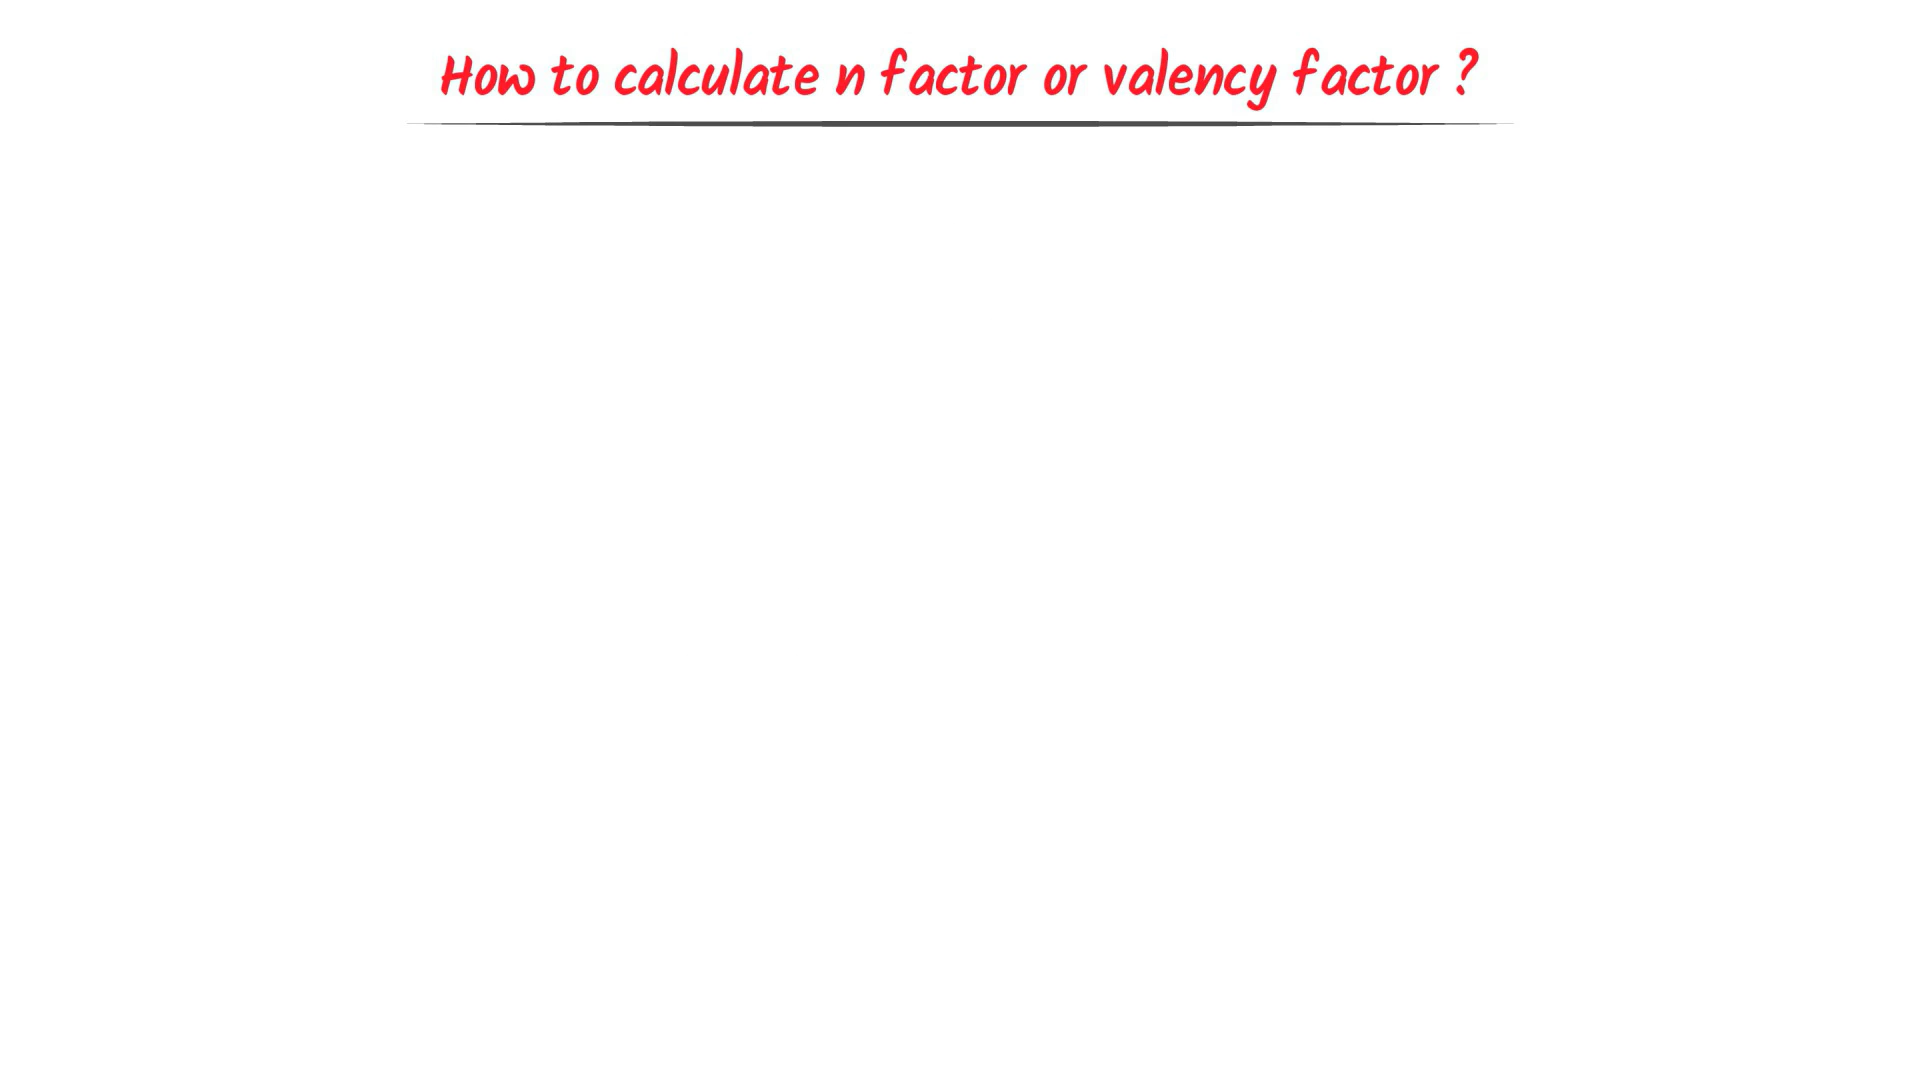 How to calculate n factor or valency factor ?